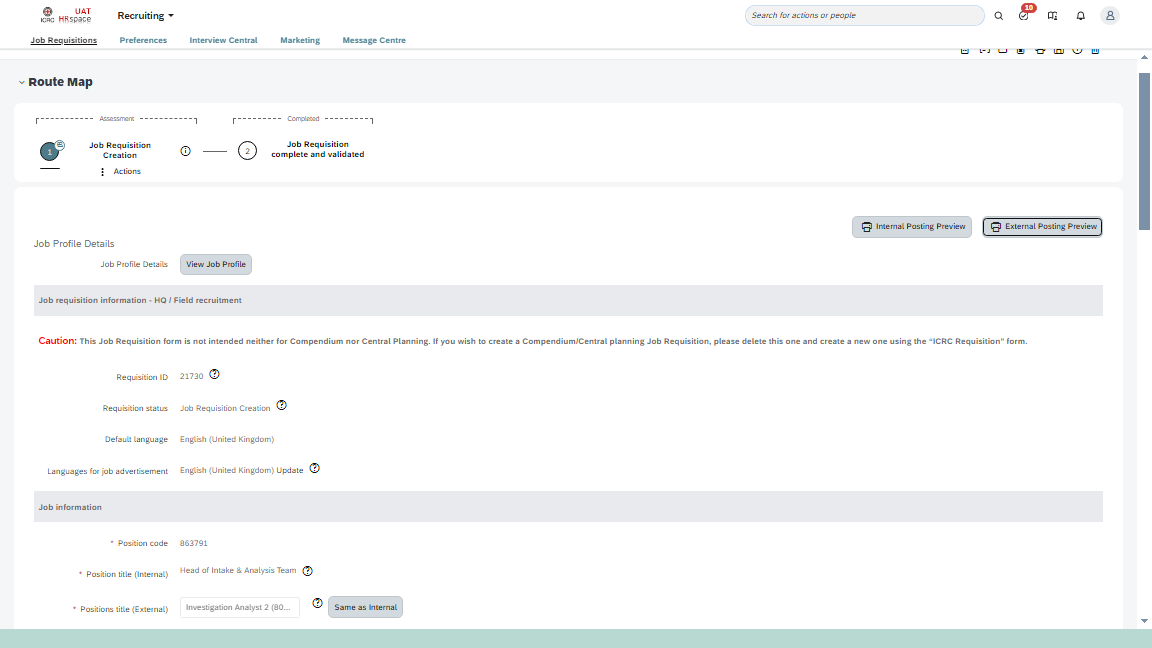 ICRC
UAT
HRspace
Recruiting
Search for actions or people
10
Job Requisitions
Preferences
Interview Central
Marketing
Message Centre
Route Map
Assessment
Completed
1
Job Requisition
Creation
2
Job Requisition
complete and validated
Actions
Internal Posting Preview
External Posting Preview
Job Profile Details
Job Profile Details
View Job Profile
Job requisition information - HQ / Field recruitment
Caution: This Job Requisition form is not intended neither for Compendium nor Central Planning. If you wish to create a Compendium/Central planning Job Requisition, please delete this one and create a new one using the “ICRC Requisition” form.
Requisition ID 21730
Requisition status Job Requisition Creation
Default language English (United Kingdom)
Languages for job advertisement English (United Kingdom) Update
Job information
* Position code 863791
* Position title (Internal) Head of Intake & Analysis Team
* Positions title (External) Investigation Analyst 2 (80... Same as Internal